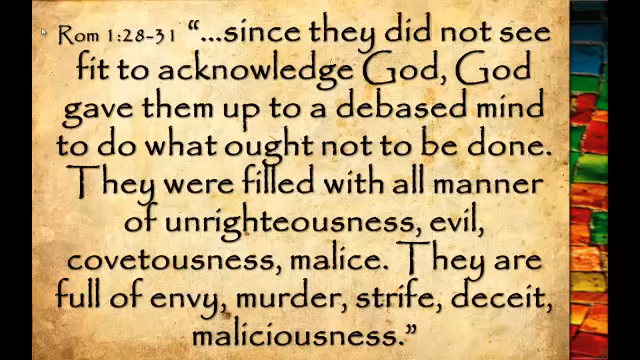 Rom 1:28-31 “...since they did not see
fit to acknowledge God, God
gave them up to a debased mind
to do what ought not to be done.
They were filled with all manner
of unrighteousness, evil,
covetousness, malice. They are
full of envy, murder, strife, deceit,
maliciousness.”